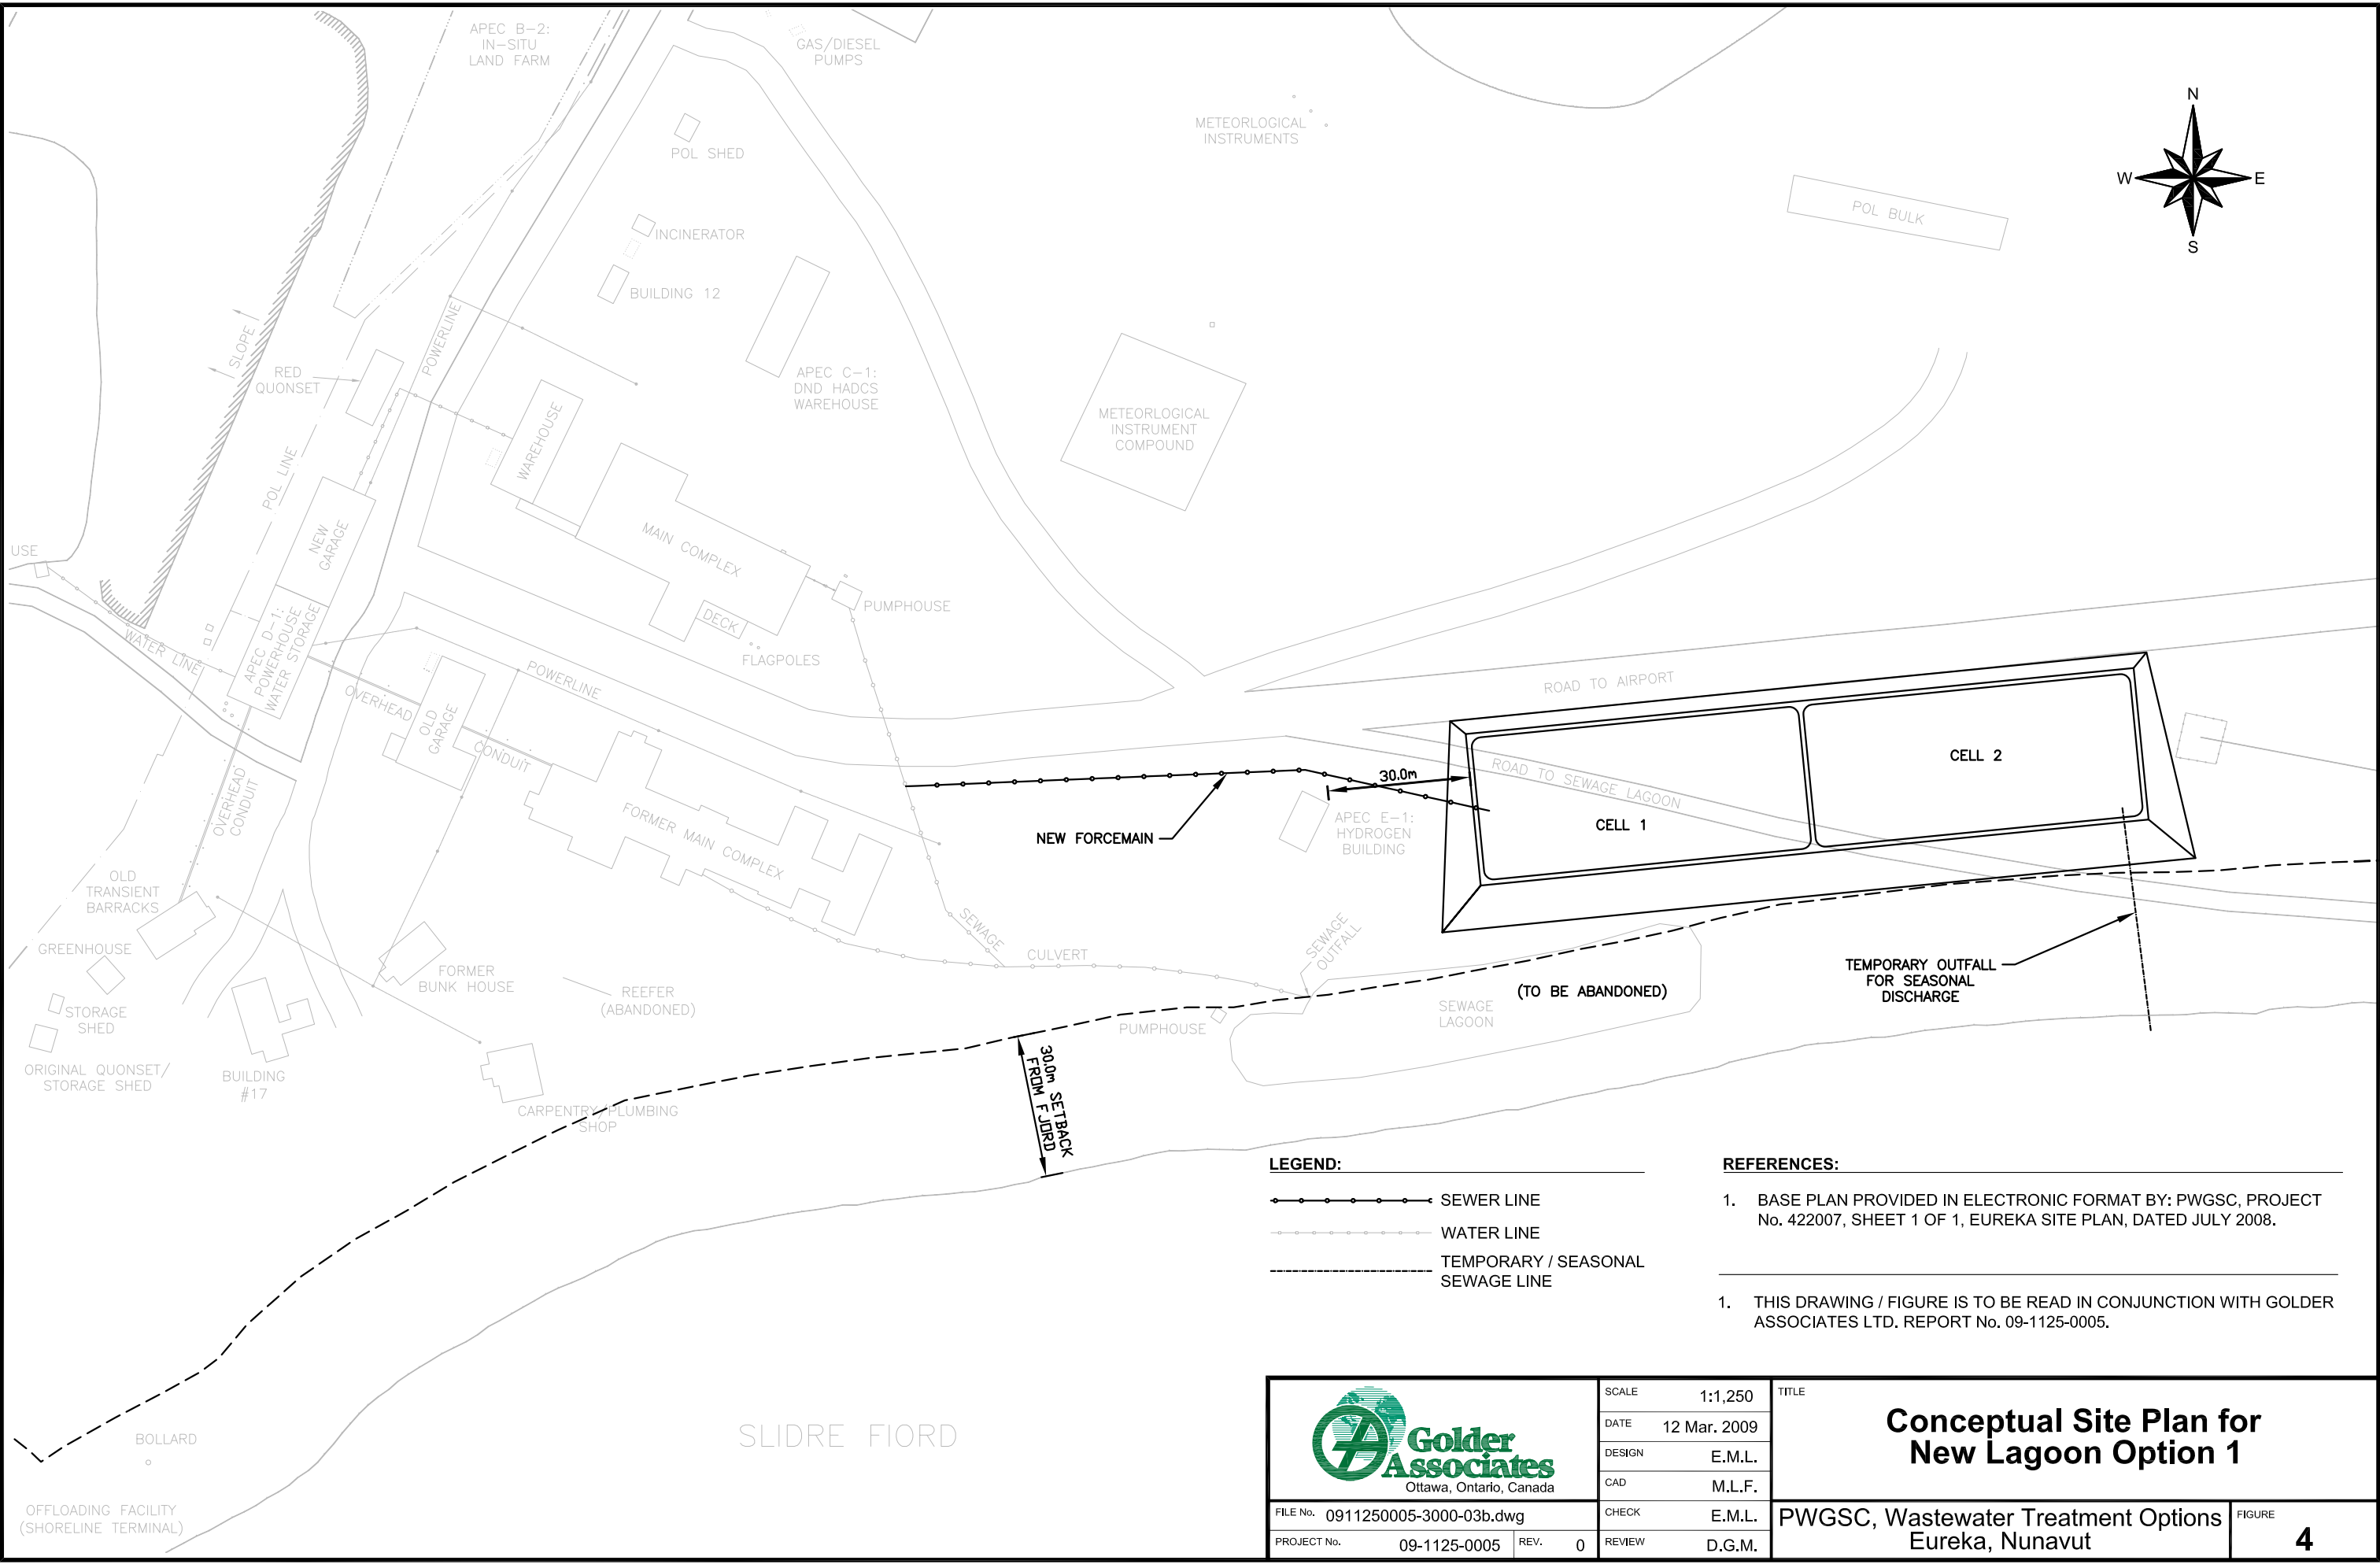 APEC B-2:
IN-SITU
LAND FARM
GAS/DIESEL
PUMPS
POL SHED
METEORLOGICAL
INSTRUMENTS
N
W
E
S
POL BULK
INCINERATOR
BUILDING 12
SLOPE
POWERLINE
RED
QUONSET
APEC C-1:
DND HADCS
WAREHOUSE
WAREHOUSE
METEORLOGICAL
INSTRUMENT
COMPOUND
POL LINE
NEW
GARAGE
MAIN COMPLEX
USE
PUMPHOUSE
DECK
FLAGPOLES
WATER LINE
APEC D-1:
POWERHOUSE
WATER STORAGE
OVERHEAD
CONDUIT
OLD
GARAGE
POWERLINE
ROAD TO AIRPORT
ROAD TO SEWAGE LAGOON
CELL 2
CELL 1
30.0m
NEW FORCEMAIN
APEC E-1:
HYDROGEN
BUILDING
OVERHEAD
CONDUIT
FORMER MAIN COMPLEX
OLD
TRANSIENT
BARRACKS
GREENHOUSE
STORAGE
SHED
ORIGINAL QUONSET/
STORAGE SHED
BUILDING
#17
FORMER
BUNK HOUSE
REEFER
(ABANDONED)
SEWAGE
CULVERT
SEWAGE
OUTFALL
PUMPHOUSE
SEWAGE
LAGOON
(TO BE ABANDONED)
TEMPORARY OUTFALL
FOR SEASONAL
DISCHARGE
CARPENTRY/PLUMBING
SHOP
30.0m SETBACK
FROM FJORD
LEGEND:
SEWER LINE
WATER LINE
TEMPORARY / SEASONAL
SEWAGE LINE
REFERENCES:
1. BASE PLAN PROVIDED IN ELECTRONIC FORMAT BY: PWGSC, PROJECT
No. 422007, SHEET 1 OF 1, EUREKA SITE PLAN, DATED JULY 2008.
1. THIS DRAWING / FIGURE IS TO BE READ IN CONJUNCTION WITH GOLDER
ASSOCIATES LTD. REPORT No. 09-1125-0005.
SLIDRE FIORD
BOLLARD
OFFLOADING FACILITY
(SHORELINE TERMINAL)
Golder
Associates
Ottawa, Ontario, Canada
FILE No. 0911250005-3000-03b.dwg
PROJECT No. 09-1125-0005 REV. 0
SCALE 1:1,250
DATE 12 Mar. 2009
DESIGN E.M.L.
CAD M.L.F.
CHECK E.M.L.
REVIEW D.G.M.
TITLE
Conceptual Site Plan for
New Lagoon Option 1
PWGSC, Wastewater Treatment Options
Eureka, Nunavut
FIGURE
4